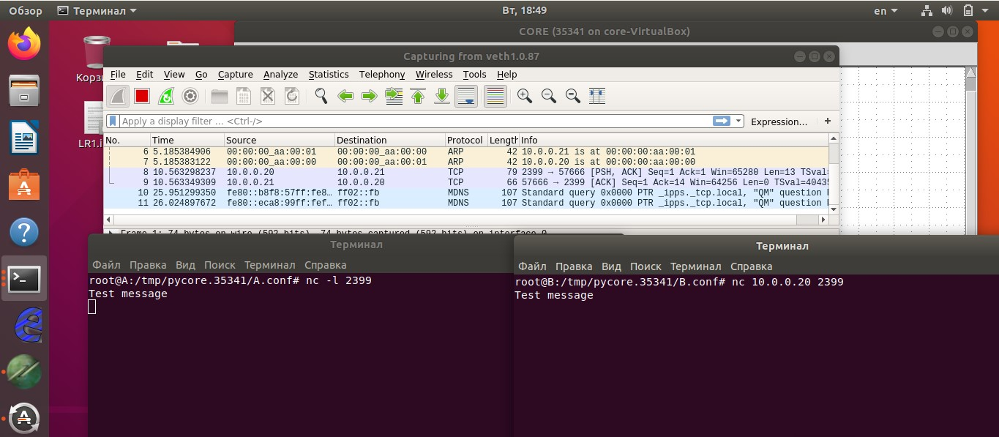 Обзор Терминал Вт, 18:49 en
CORE (35341 on core-VirtualBox)
Capturing from veth1.0.87
File Edit View Go Capture Analyze Statistics Telephony Wireless Tools Help
Apply a display filter ... <Ctrl-/> Expression... +
No. Time Source Destination Protocol Length Info
6 5.185384906 00:00:00_aa:00:01 00:00:00_aa:00:00 ARP 42 10.0.0.21 is at 00:00:00:aa:00:01
7 5.185383122 00:00:00_aa:00:00 00:00:00_aa:00:01 ARP 42 10.0.0.20 is at 00:00:00:aa:00:00
8 10.563298237 10.0.0.20 10.0.0.21 TCP 79 2399 → 57666 [PSH, ACK] Seq=1 Ack=1 Win=65280 Len=13 TSval=
9 10.563349309 10.0.0.21 10.0.0.20 TCP 66 57666 → 2399 [ACK] Seq=1 Ack=14 Win=64256 Len=0 TSval=4043
10 25.951299350 fe80::b8f8:57ff:fe8… ff02::fb MDNS 107 Standard query 0x0000 PTR _ipps._tcp.local, "QM" question
11 26.024897672 fe80::eca8:99ff:fef… ff02::fb MDNS 107 Standard query 0x0000 PTR _ipps._tcp.local, "QM" question
Frame 1: 74 bytes on wire (592 bits), 74 bytes captured (592 bits) on interface 0
Корз
LR1.i
Терминал
Файл Правка Вид Поиск Терминал Справка
root@A:/tmp/pycore.35341/A.conf# nc -l 2399
Test message
Терминал
Файл Правка Вид Поиск Терминал Справка
root@B:/tmp/pycore.35341/B.conf# nc 10.0.0.20 2399
Test message